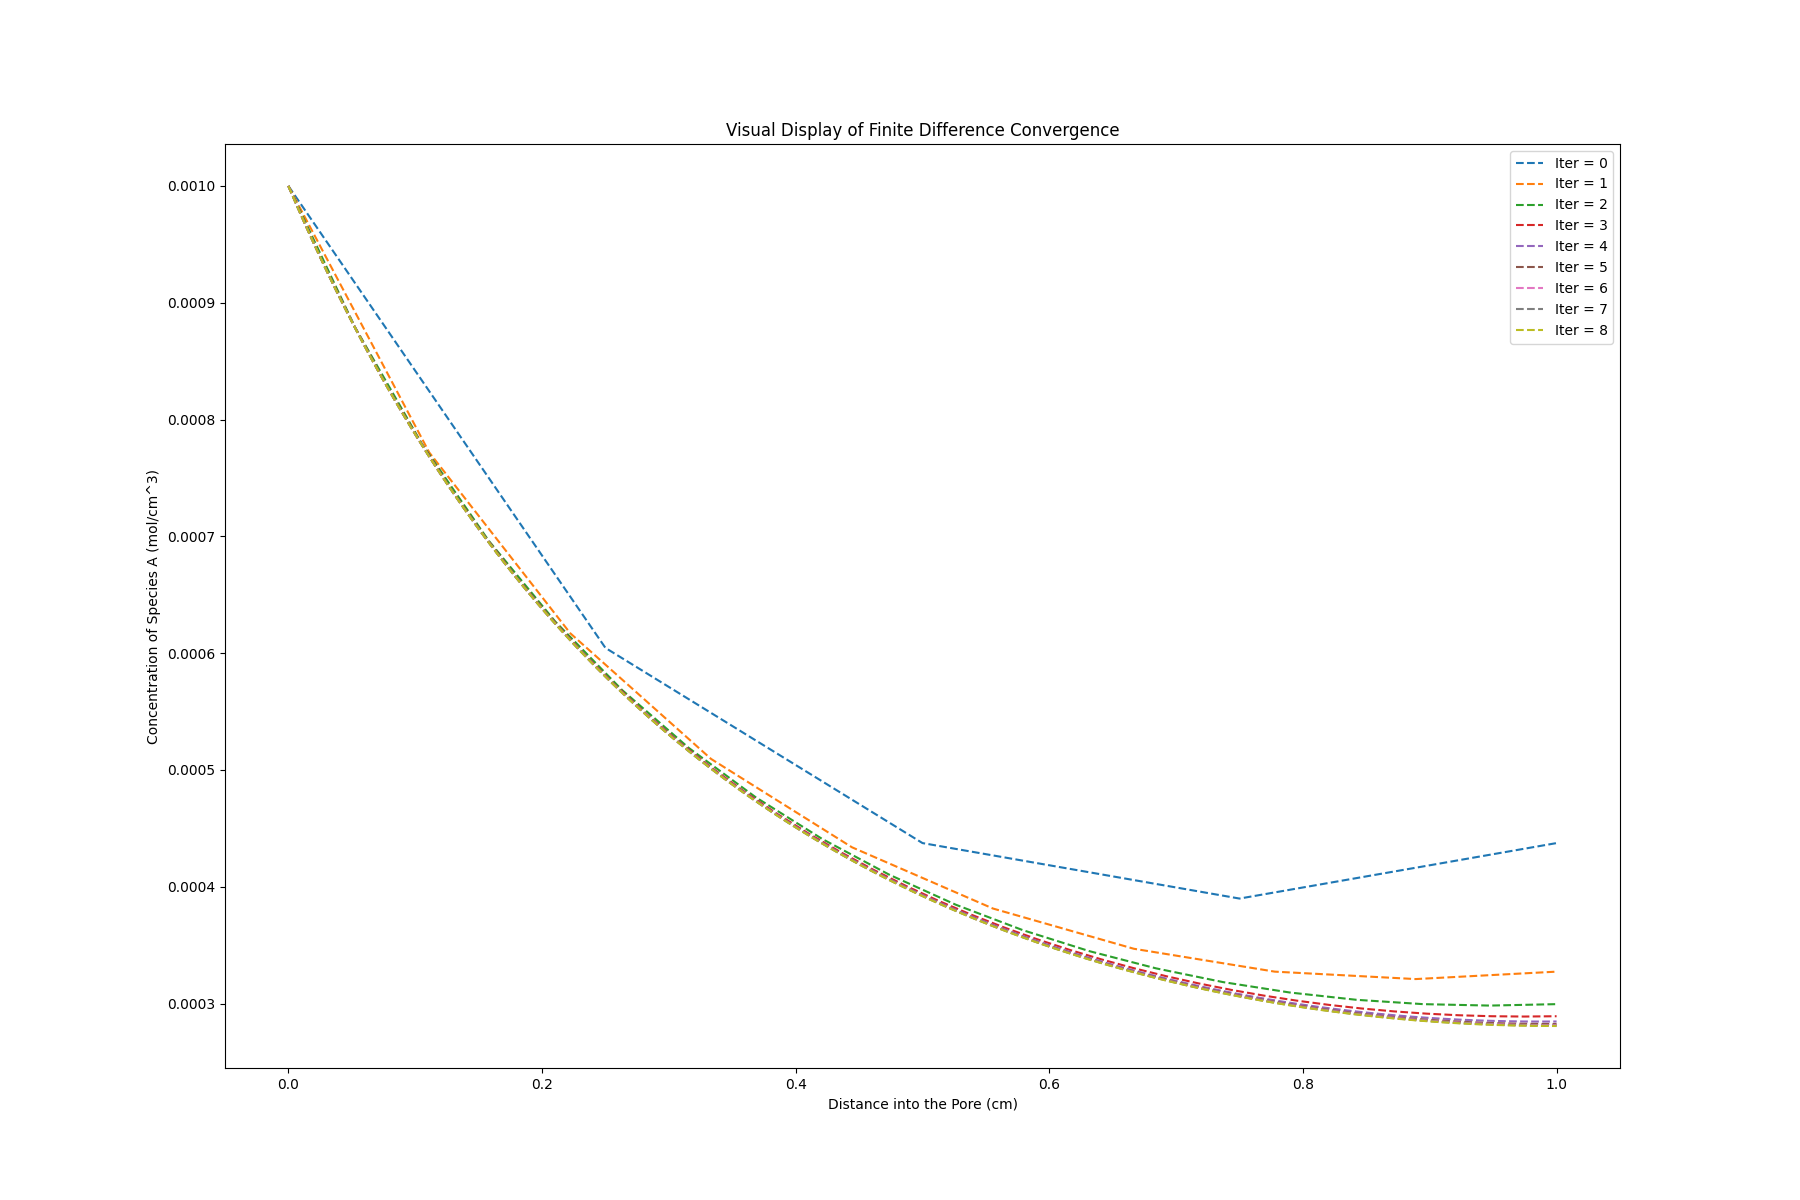 Visual Display of Finite Difference Convergence
Iter = 0
Iter = 1
Iter = 2
Iter = 3
Iter = 4
Iter = 5
Iter = 6
Iter = 7
Iter = 8
0.0010
0.0009
0.0008
0.0007
0.0006
0.0005
0.0004
0.0003
Concentration of Species A (mol/cm^3)
0.0 0.2 0.4 0.6 0.8 1.0
Distance into the Pore (cm)